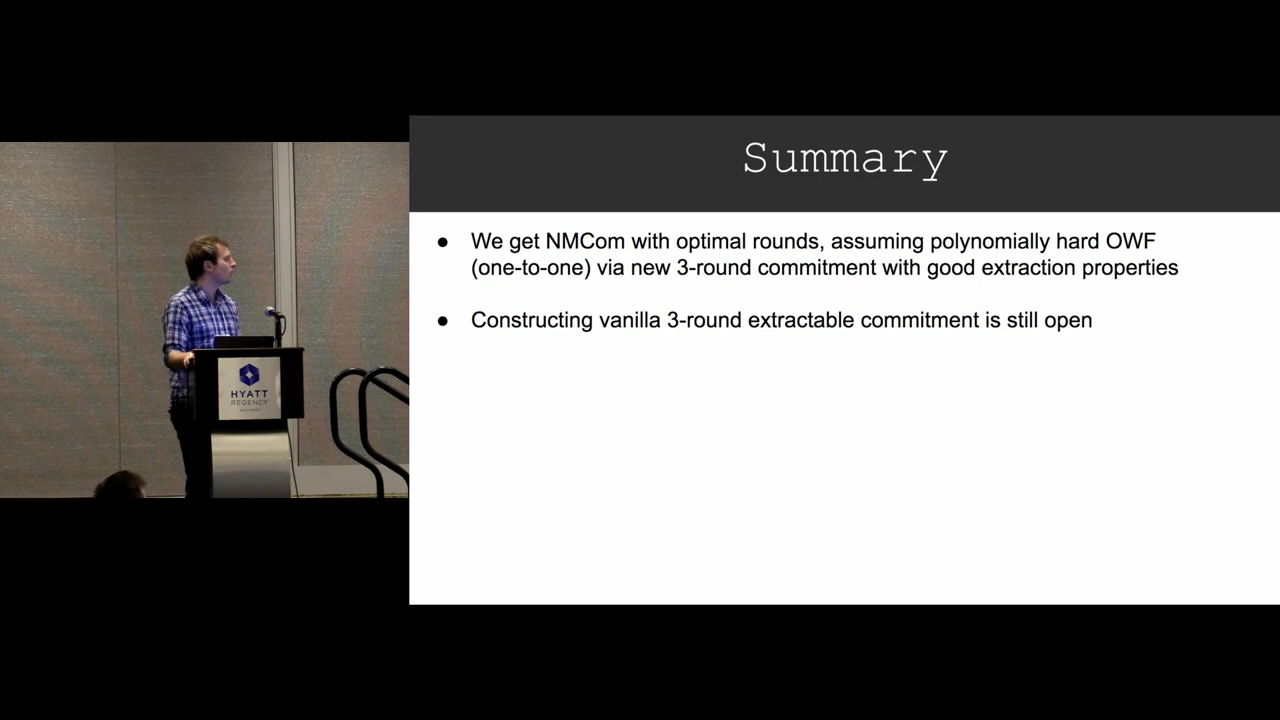 Summary
● We get NMCom with optimal rounds, assuming polynomially hard OWF
(one-to-one) via new 3-round commitment with good extraction properties
● Constructing vanilla 3-round extractable commitment is still open
HYATT
REGENCY